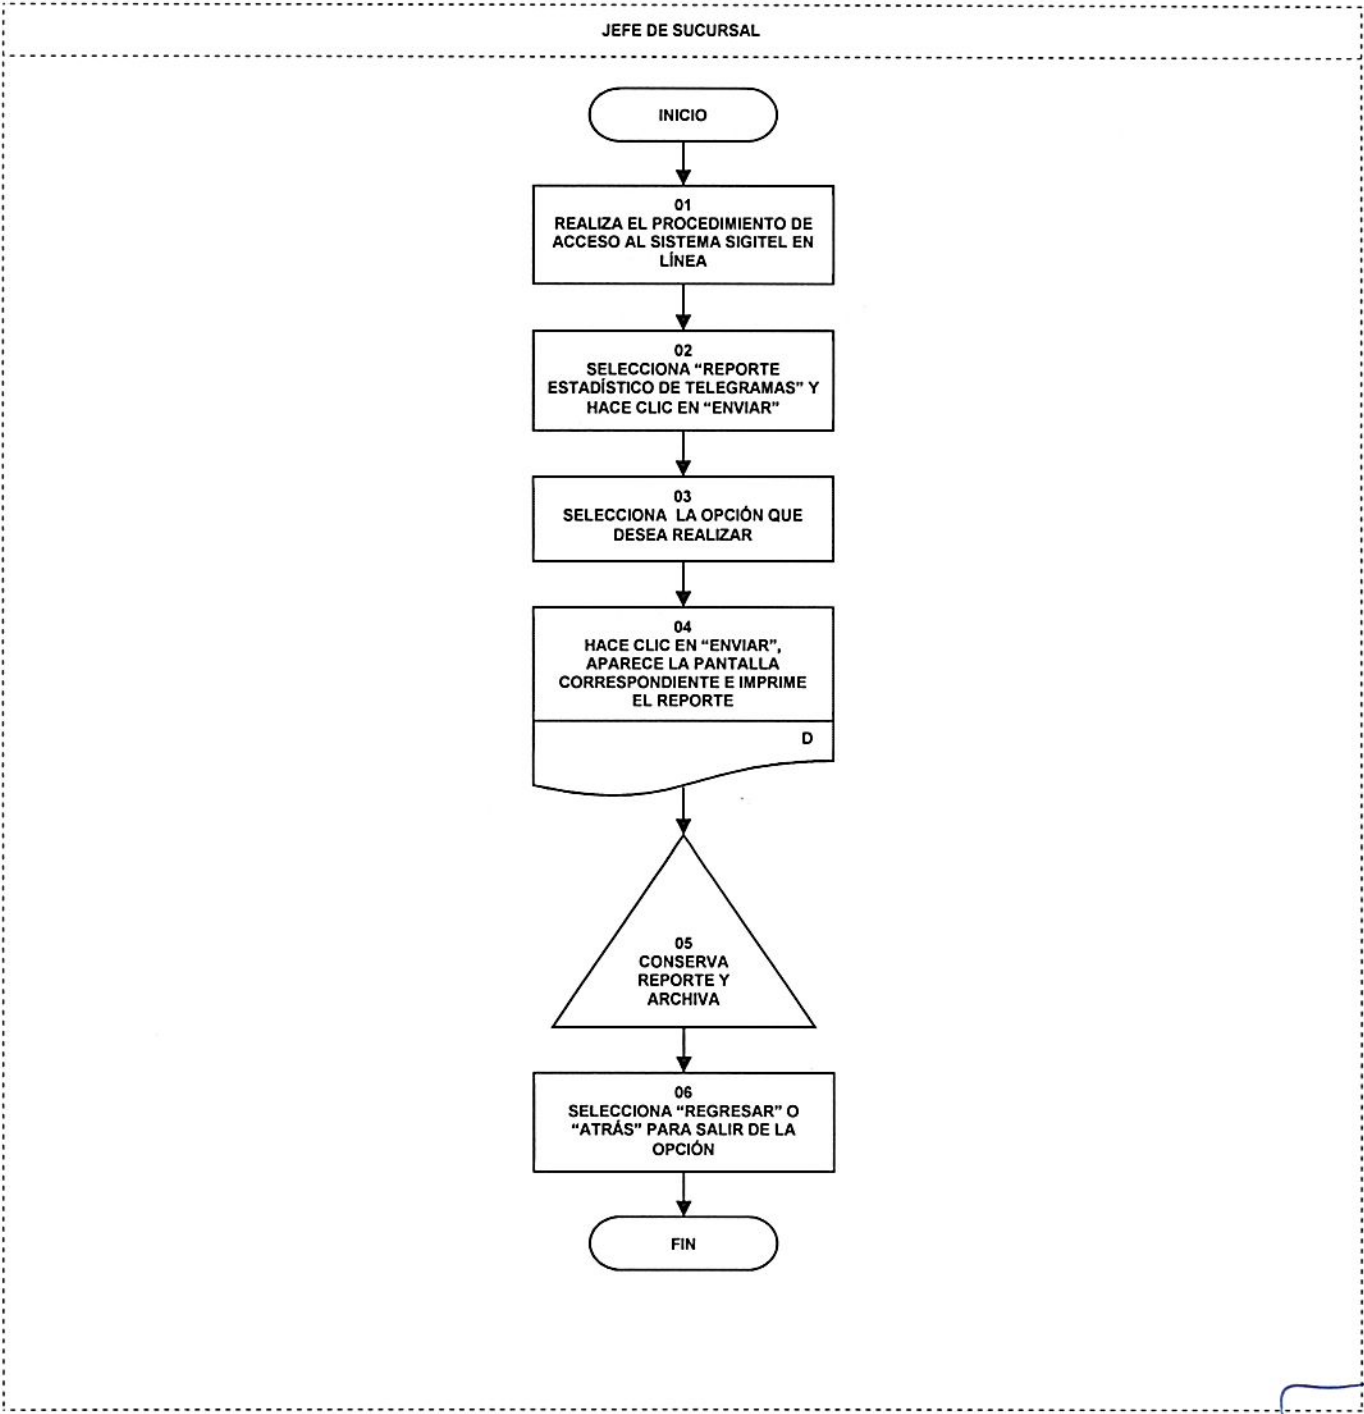 JEFE DE SUCURSAL
INICIO
01
REALIZA EL PROCEDIMIENTO DE
ACCESO AL SISTEMA SIGITEL EN
LÍNEA
02
SELECCIONA “REPORTE
ESTADÍSTICO DE TELEGRAMAS” Y
HACE CLIC EN “ENVIAR”
03
SELECCIONA LA OPCIÓN QUE
DESEA REALIZAR
04
HACE CLIC EN “ENVIAR”,
APARECE LA PANTALLA
CORRESPONDIENTE E IMPRIME
EL REPORTE
D
05
CONSERVA
REPORTE Y
ARCHIVA
06
SELECCIONA “REGRESAR” O
“ATRÁS” PARA SALIR DE LA
OPCIÓN
FIN